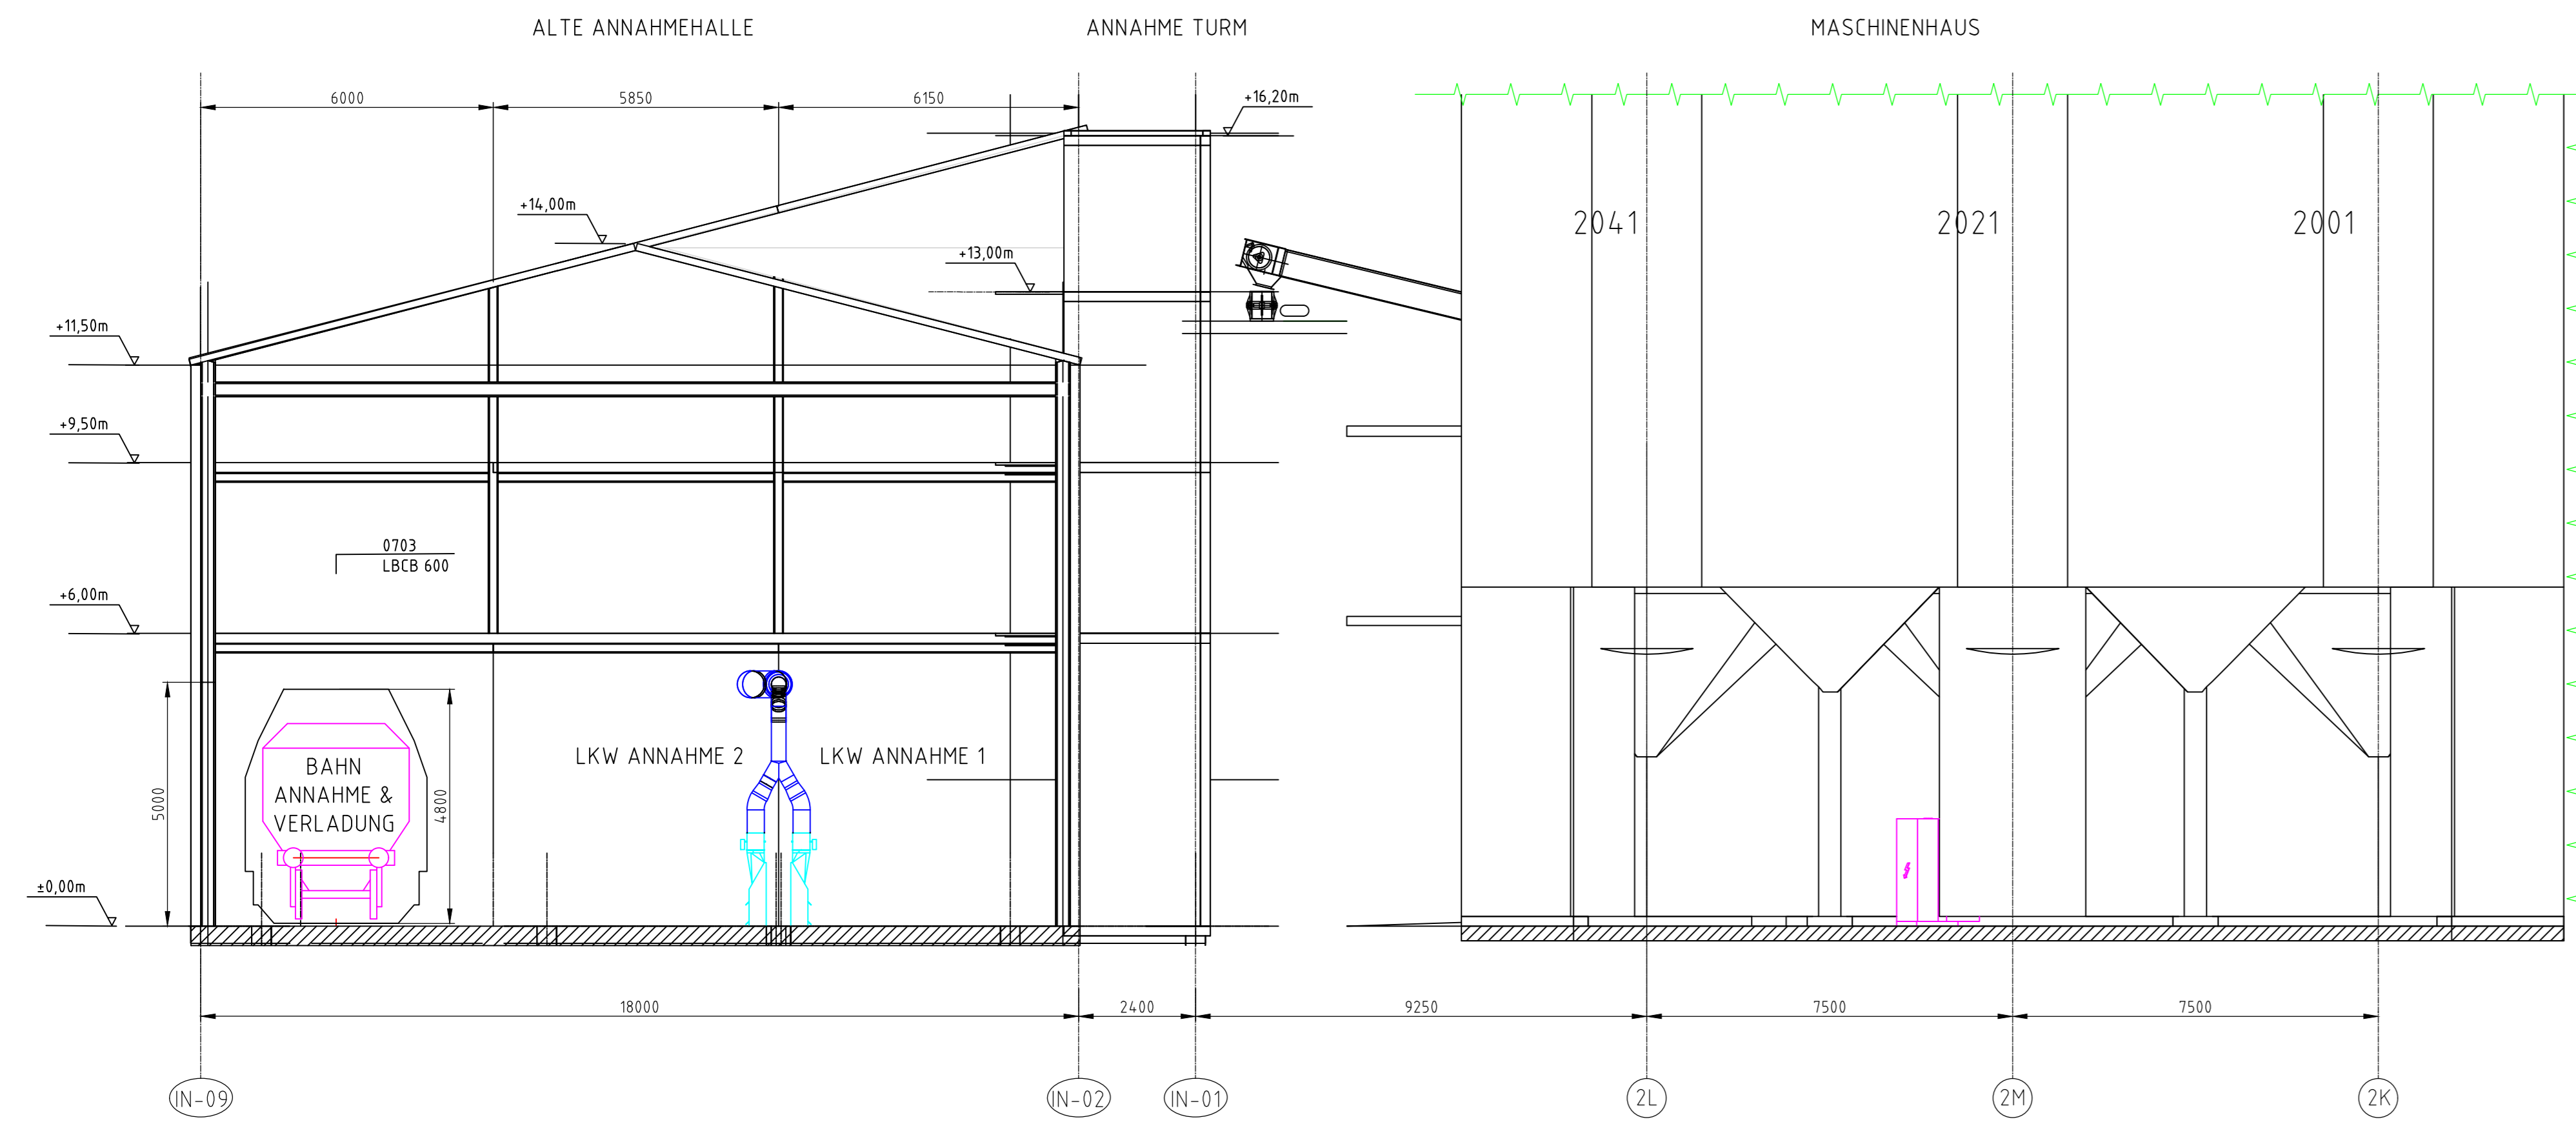 ALTE ANNAHMEHALLE
ANNAHME TURM
MASCHINENHAUS
6000
5850
6150
+16,20m
+14,00m
2041
2021
2001
+13,00m
+11,50m
+9,50m
0703
LBCB 600
+6,00m
LKW ANNAHME 2
LKW ANNAHME 1
BAHN
ANNAHME &
VERLADUNG
5000
4800
±0,00m
18000
2400
9250
7500
7500
IN-09
IN-02
IN-01
2L
2M
2K